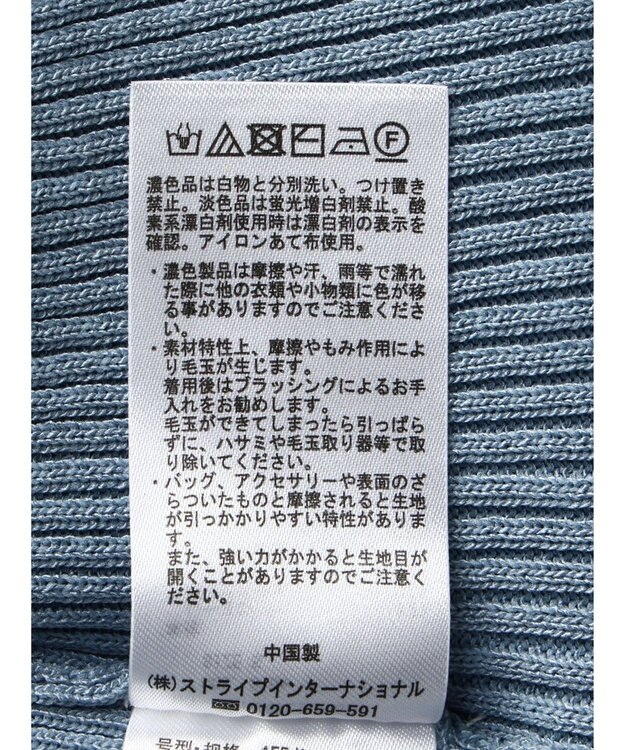 F
濃色品は白物と分別洗い。つけ置き
禁止。淡色品は蛍光増白剤禁止。酸
素系漂白剤使用時は漂白剤の表示を
確認。アイロンあて布使用。
・濃色製品は摩擦や汗、雨等で濡れ
た際に他の衣類や小物類に色が移
る事がありますのでご注意くださ
い。
・素材特性上、摩擦やもみ作用によ
り毛玉が生じます。
着用後はブラッシングによるお手
入れをお勧めします。
毛玉ができてしまったら引っぱら
ずに、ハサミや毛玉取り器等で取
り除いてください。
・バッグ、アクセサリーや表面のざ
らついたものと摩擦されると生地
が引っかかりやすい特性がありま
す。
また、強い力がかかると生地目が
開くことがありますのでご注意く
ださい。
中国製
(株)ストライプインターナショナル
0120-659-591
号型・规格